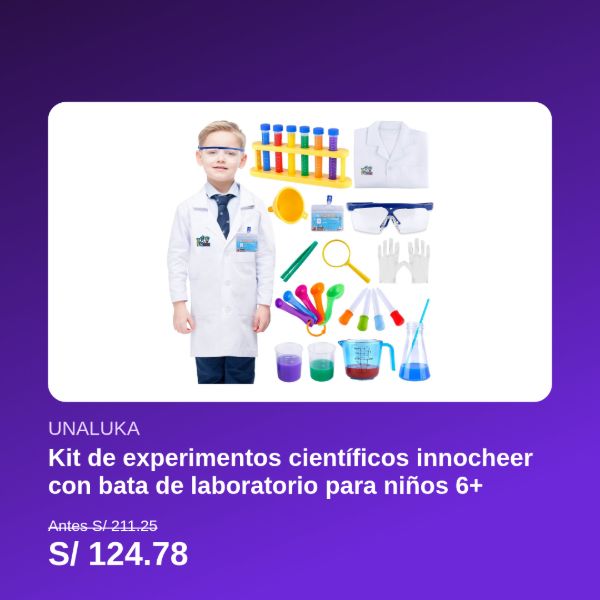 UNALUKA
Kit de experimentos científicos innocheer
con bata de laboratorio para niños 6+
Antes S/ 211.25
S/ 124.78